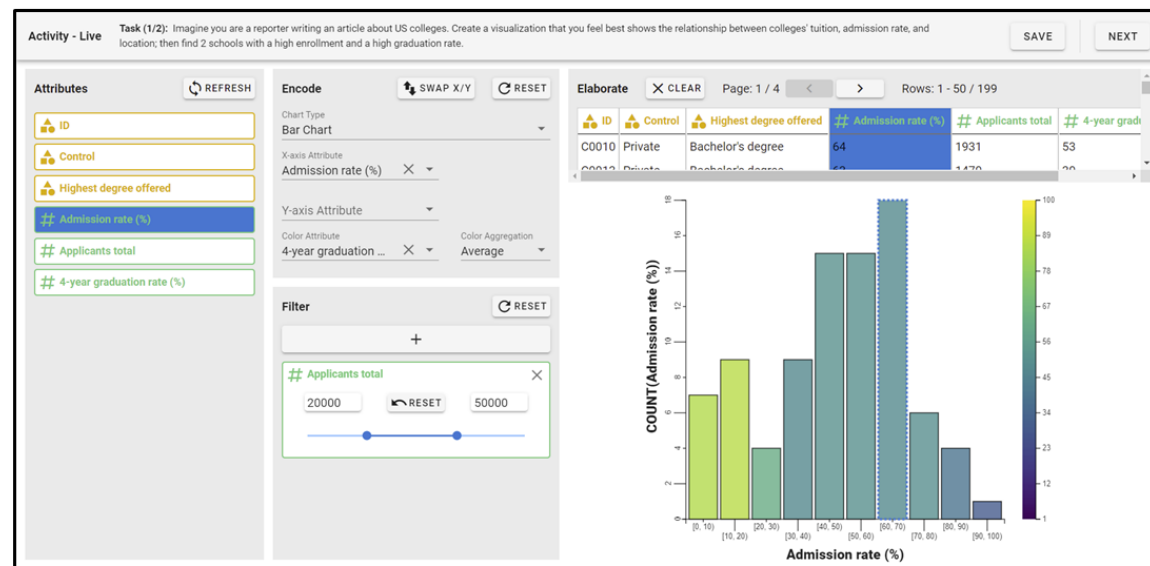 Activity - Live
Task (1/2): Imagine you are a reporter writing an article about US colleges. Create a visualization that you feel best shows the relationship between colleges' tuition, admission rate, and
location; then find 2 schools with a high enrollment and a high graduation rate.
SAVE
NEXT
Attributes
REFRESH
ID
Control
Highest degree offered
Admission rate (%)
Applicants total
4-year graduation rate (%)
Encode
SWAP X/Y
RESET
Chart Type
Bar Chart
X-axis Attribute
Admission rate (%)
Y-axis Attribute
Color Attribute
4-year graduation ...
Color Aggregation
Average
Filter
RESET
+
Applicants total
20000
RESET
50000
Elaborate
CLEAR
Page: 1 / 4
Rows: 1 - 50 / 199
ID Control Highest degree offered Admission rate (%) Applicants total 4-year gradu
C0010 Private Bachelor's degree 64 1931 53
COUNT(Admission rate (%))
18
16
14
12
10
8
6
4
2
0
[0, 10)
[10, 20)
[20, 30)
[30, 40)
[40, 50)
[50, 60)
[60, 70)
[70, 80)
[80, 90)
[90, 100)
Admission rate (%)
100
89
78
67
56
45
34
23
12
1